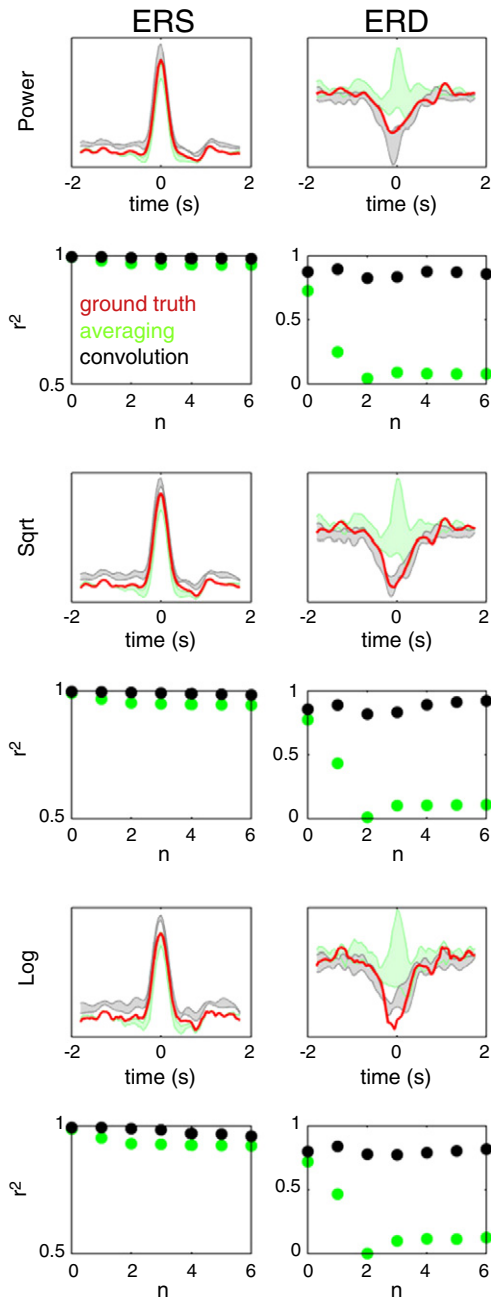 ERS ERD
Power
-2 0 2 -2 0 2
time (s) time (s)
1 1
r2 0.5
ground truth
averaging
convolution
0.5 0
0 2 4 6 0 2 4 6
n n
Sqrt
-2 0 2 -2 0 2
time (s) time (s)
1 1
r2 0.5
0.5 0
0 2 4 6 0 2 4 6
n n
Log
-2 0 2 -2 0 2
time (s) time (s)
1 1
r2 0.5
0.5 0
0 2 4 6 0 2 4 6
n n